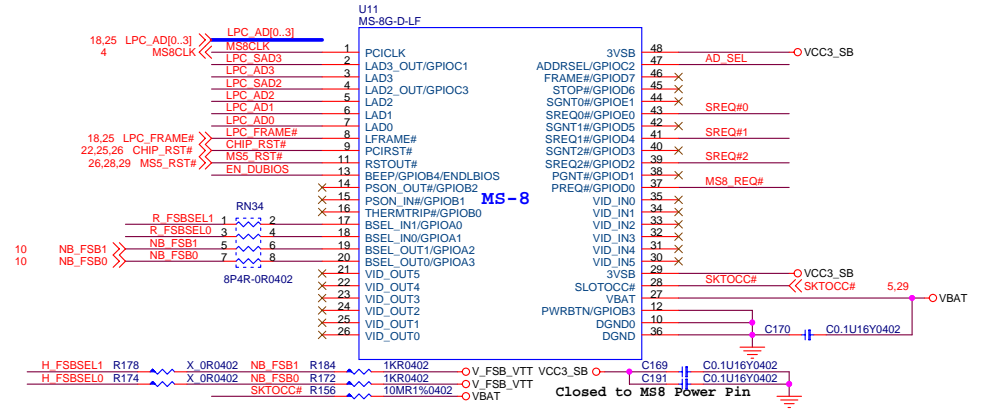 U11
MS-8G-D-LF
18,25 LPC_AD[0..3] LPC_AD[0..3]
4 MS8CLK MS8CLK 1 PCICLK 3VSB 48 VCC3_SB
LPC_SAD3 2 LAD3_OUT/GPIOC1 ADDRSEL/GPIOC2 47 AD_SEL
LPC_AD3 3 LAD3 FRAME#/GPIOD7 46
LPC_SAD2 4 LAD2_OUT/GPIOC3 STOP#/GPIOD6 45
LPC_AD2 5 LAD2 SGNT0#/GPIOE1 44
LPC_AD1 6 LAD1 SREQ0#/GPIOE0 43 SREQ#0
LPC_AD0 7 LAD0 SGNT1#/GPIOD5 42
18,25 LPC_FRAME# LPC_FRAME# 8 LFRAME# SREQ1#/GPIOD4 41 SREQ#1
22,25,26 CHIP_RST# CHIP_RST# 9 PCIRST# SGNT2#/GPIOD3 40
26,28,29 MS5_RST# MS5_RST# 11 RSTOUT# SREQ2#/GPIOD2 39 SREQ#2
EN_DUBIOS 13 BEEP/GPIOB4/ENDLBIOS PGNT#/GPIOD1 38
14 PSON_OUT#/GPIOB2 PREQ#/GPIOD0 37 MS8_REQ#
15 PSON_IN#/GPIOB1 MS-8 VID_IN0 35
16 THERMTRIP#/GPIOB0 VID_IN1 34
RN34
R_FSBSEL1 1 2 17 BSEL_IN1/GPIOA0 VID_IN2 33
R_FSBSEL0 3 4 18 BSEL_IN0/GPIOA1 VID_IN3 32
10 NB_FSB1 NB_FSB1 5 6 19 BSEL_OUT1/GPIOA2 VID_IN4 31
10 NB_FSB0 NB_FSB0 7 8 20 BSEL_OUT0/GPIOA3 VID_IN5 30
8P4R-0R0402
21 VID_OUT5 3VSB 29 VCC3_SB
22 VID_OUT4 SLOTOCC# 28 SKTOCC# SKTOCC# 5,29
23 VID_OUT3 VBAT 27 VBAT
24 VID_OUT2 PWRBTN/GPIOB3 12
25 VID_OUT1 DGND0 10
26 VID_OUT0 DGND 36 C170 C0.1U16Y0402
H_FSBSEL1 R178 X_0R0402 NB_FSB1 R184 1KR0402 V_FSB_VTT VCC3_SB C169 C0.1U16Y0402
H_FSBSEL0 R174 X_0R0402 NB_FSB0 R172 1KR0402 V_FSB_VTT C191 C0.1U16Y0402
SKTOCC# R156 10MR1%0402 VBAT Closed to MS8 Power Pin